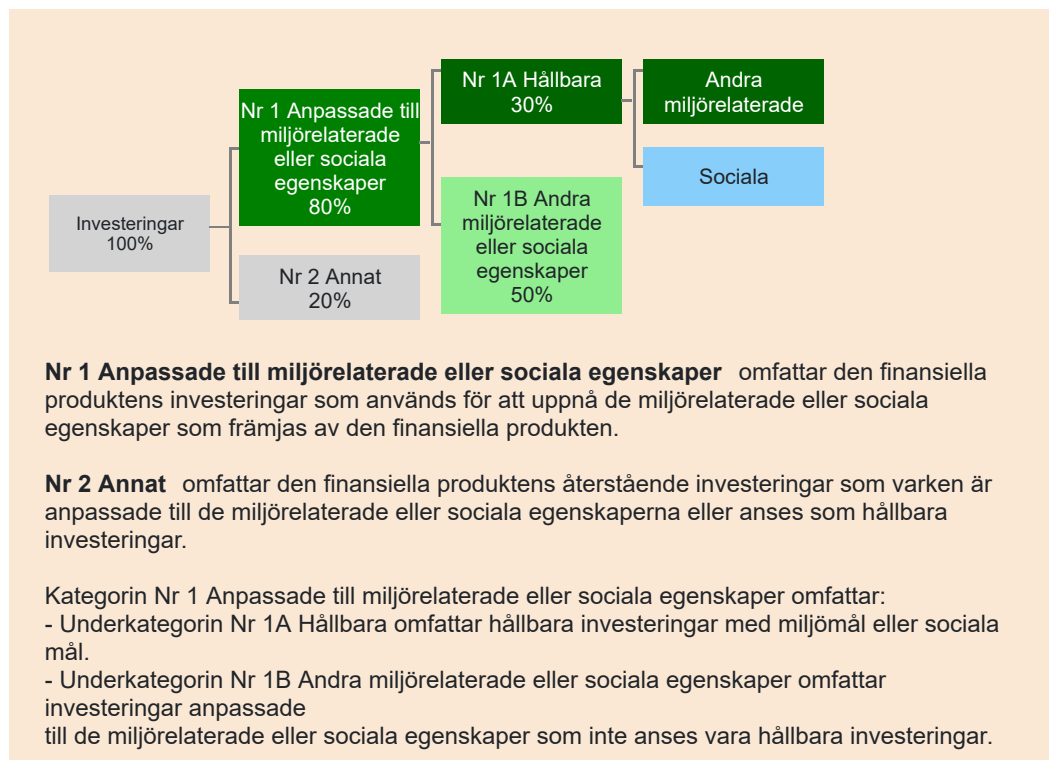 Investeringar
100%
Nr 1 Anpassade till
miljörelaterade
eller sociala
egenskaper
80%
Nr 2 Annat
20%
Nr 1A Hållbara
30%
Nr 1B Andra
miljörelaterade
eller sociala
egenskaper
50%
Andra
miljörelaterade
Sociala
Nr 1 Anpassade till miljörelaterade eller sociala egenskaper omfattar den finansiella
produktens investeringar som används för att uppnå de miljörelaterade eller sociala
egenskaper som främjas av den finansiella produkten.
Nr 2 Annat omfattar den finansiella produktens återstående investeringar som varken är
anpassade till de miljörelaterade eller sociala egenskaperna eller anses som hållbara
investeringar.
Kategorin Nr 1 Anpassade till miljörelaterade eller sociala egenskaper omfattar:
- Underkategorin Nr 1A Hållbara omfattar hållbara investeringar med miljömål eller sociala
mål.
- Underkategorin Nr 1B Andra miljörelaterade eller sociala egenskaper omfattar
investeringar anpassade
till de miljörelaterade eller sociala egenskaper som inte anses vara hållbara investeringar.